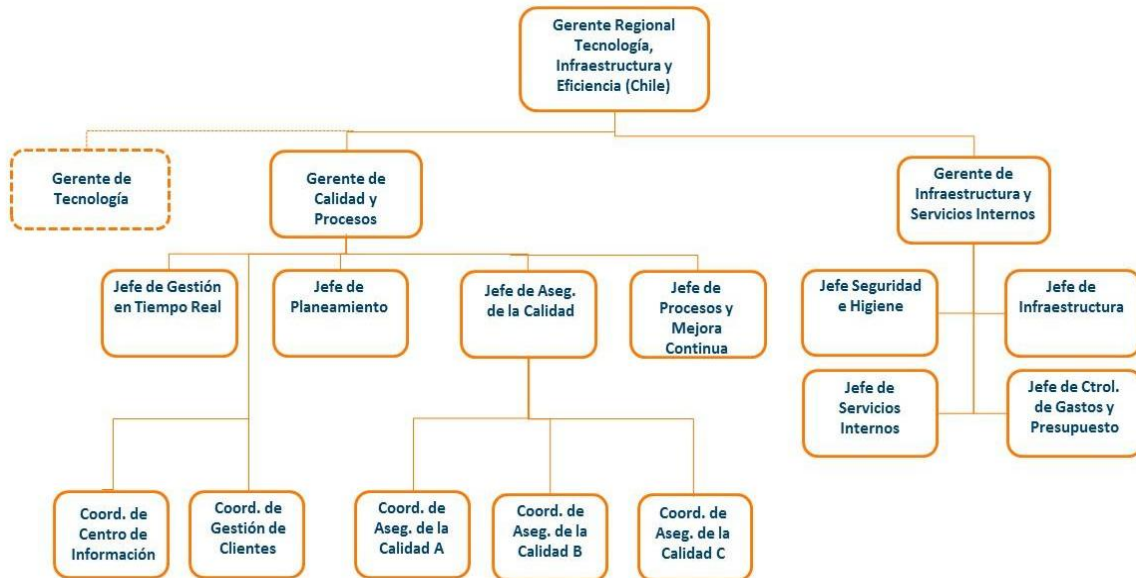 Gerente Regional
Tecnología,
Infraestructura y
Eficiencia (Chile)
Gerente de
Tecnología
Gerente de
Calidad y
Procesos
Gerente de
Infraestructura y
Servicios Internos
Jefe de Gestión
en Tiempo Real
Jefe de
Planeamiento
Jefe de Aseg.
de la Calidad
Jefe de
Procesos y
Mejora
Continua
Jefe Seguridad
e Higiene
Jefe de
Infraestructura
Jefe de
Servicios
Internos
Jefe de Ctrol.
de Gastos y
Presupuesto
Coord. de
Centro de
Información
Coord. de
Gestión de
Clientes
Coord. de
Aseg. de la
Calidad A
Coord. de
Aseg. de la
Calidad B
Coord. de
Aseg. de la
Calidad C